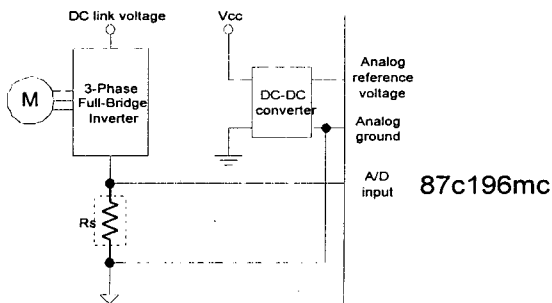 DC link voltage
Vcc
M
3-Phase
Full-Bridge
Inverter
DC-DC
converter
Analog
reference
voltage
Analog
ground
A/D
input
87c196mc
Rs